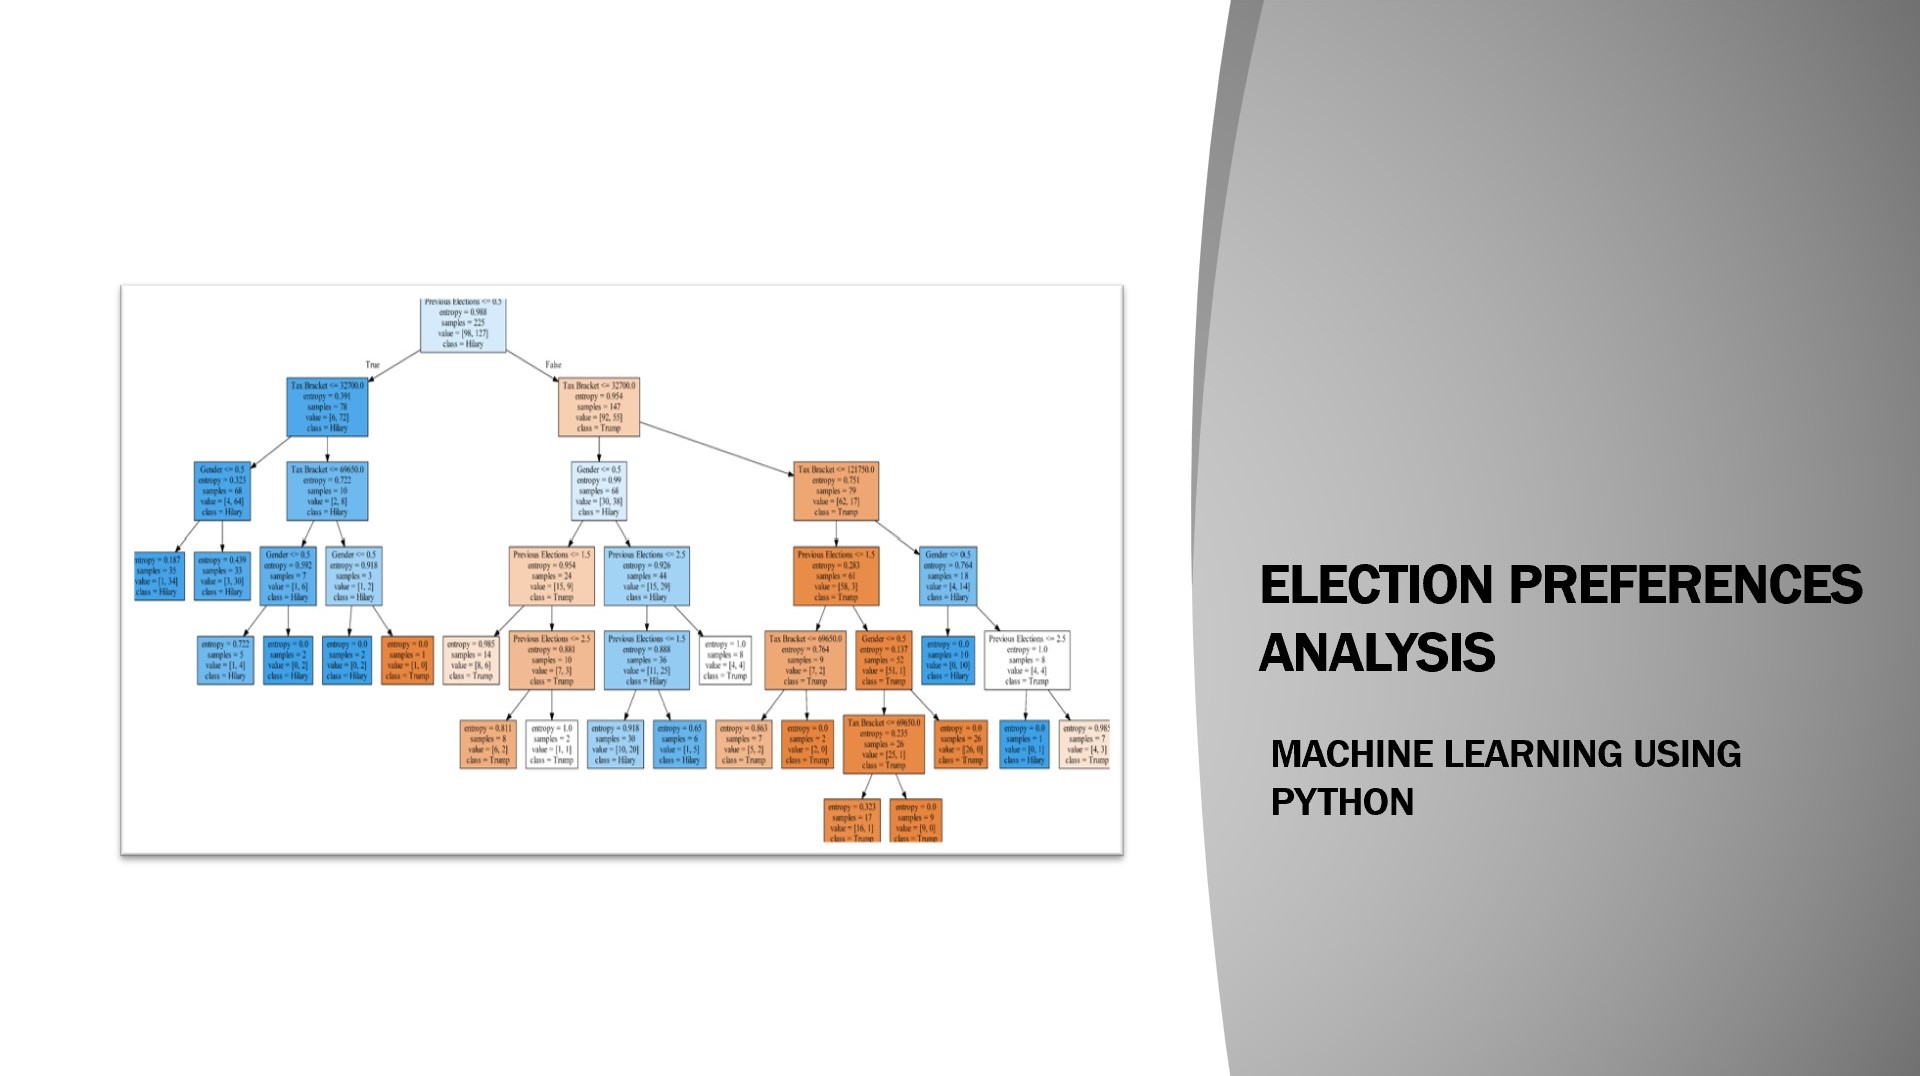 Previous Elections <= 0.5
entropy = 0.988
samples = 225
value = [98, 127]
class = Hilary
True
False
Tax Bracket <= 32700.0
entropy = 0.391
samples = 78
value = [6, 72]
class = Hilary
Tax Bracket <= 32700.0
entropy = 0.954
samples = 147
value = [92, 55]
class = Trump
Gender <= 0.5
entropy = 0.323
samples = 68
value = [4, 64]
class = Hilary
Tax Bracket <= 69650.0
entropy = 0.722
samples = 10
value = [2, 8]
class = Hilary
Gender <= 0.5
entropy = 0.99
samples = 68
value = [30, 38]
class = Hilary
Tax Bracket <= 121750.0
entropy = 0.751
samples = 79
value = [62, 17]
class = Trump
ntropy = 0.187
samples = 35
value = [1, 34]
class = Hilary
entropy = 0.439
samples = 33
value = [3, 30]
class = Hilary
Gender <= 0.5
entropy = 0.592
samples = 7
value = [1, 6]
class = Hilary
Gender <= 0.5
entropy = 0.918
samples = 3
value = [1, 2]
class = Hilary
Previous Elections <= 1.5
entropy = 0.954
samples = 24
value = [15, 9]
class = Trump
Previous Elections <= 2.5
entropy = 0.926
samples = 44
value = [15, 29]
class = Hilary
Previous Elections <= 1.5
entropy = 0.283
samples = 61
value = [58, 3]
class = Trump
Gender <= 0.5
entropy = 0.764
samples = 18
value = [4, 14]
class = Hilary
entropy = 0.722
samples = 5
value = [1, 4]
class = Hilary
entropy = 0.0
samples = 2
value = [0, 2]
class = Hilary
entropy = 0.0
samples = 2
value = [0, 2]
class = Hilary
entropy = 0.0
samples = 1
value = [1, 0]
class = Trump
entropy = 0.985
samples = 14
value = [8, 6]
class = Trump
Previous Elections <= 2.5
entropy = 0.881
samples = 10
value = [7, 3]
class = Trump
Previous Elections <= 1.5
entropy = 0.888
samples = 36
value = [11, 25]
class = Hilary
entropy = 1.0
samples = 8
value = [4, 4]
class = Trump
Tax Bracket <= 69650.0
entropy = 0.764
samples = 9
value = [7, 2]
class = Trump
Gender <= 0.5
entropy = 0.137
samples = 52
value = [51, 1]
class = Trump
entropy = 0.0
samples = 10
value = [0, 10]
class = Hilary
Previous Elections <= 2.5
entropy = 1.0
samples = 8
value = [4, 4]
class = Trump
entropy = 0.811
samples = 8
value = [6, 2]
class = Trump
entropy = 1.0
samples = 2
value = [1, 1]
class = Trump
entropy = 0.918
samples = 30
value = [10, 20]
class = Hilary
entropy = 0.65
samples = 6
value = [1, 5]
class = Hilary
entropy = 0.863
samples = 7
value = [5, 2]
class = Trump
entropy = 0.0
samples = 2
value = [2, 0]
class = Trump
Tax Bracket <= 69650.0
entropy = 0.235
samples = 26
value = [25, 1]
class = Trump
entropy = 0.0
samples = 26
value = [26, 0]
class = Trump
entropy = 0.0
samples = 1
value = [0, 1]
class = Hilary
entropy = 0.985
samples = 7
value = [4, 3]
class = Trump
entropy = 0.323
samples = 17
value = [16, 1]
class = Trump
entropy = 0.0
samples = 9
value = [9, 0]
class = Trump
ELECTION PREFERENCES
ANALYSIS
MACHINE LEARNING USING
PYTHON